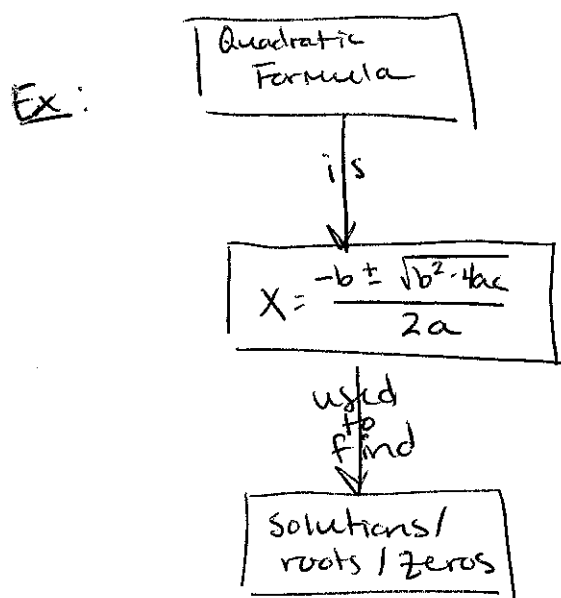 Ex:
Quadratic
Formula
is
X = -b ± √b²-4ac
2a
used
to
find
solutions/
roots / zeros